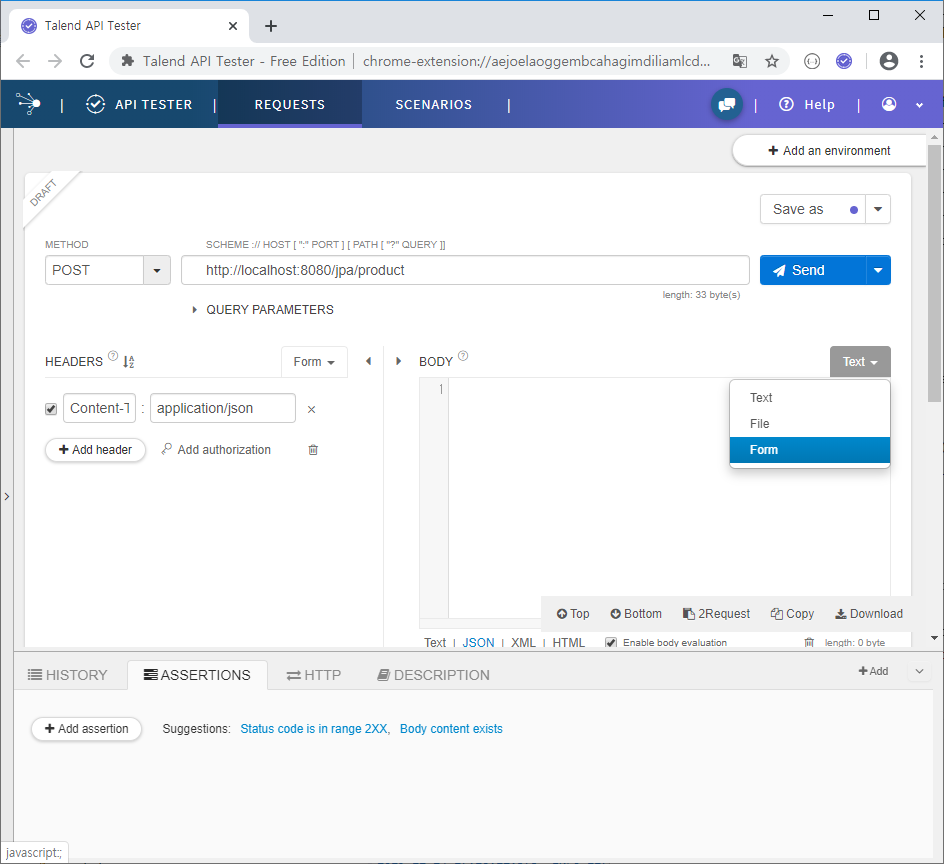 Talend API Tester
Talend API Tester - Free Edition | chrome-extension://aejoelaoggembcahagimdiliamlcd...
| API TESTER | REQUESTS SCENARIOS | | Help |
+ Add an environment
DRAFT
Save as
METHOD SCHEME :// HOST [ ":" PORT ] [ PATH [ "?" QUERY ]]
POST http://localhost:8080/jpa/product Send
length: 33 byte(s)
QUERY PARAMETERS
HEADERS ? Form BODY ? Text
1
Text
Content-T : application/json
File
+ Add header Add authorization Form
Top Bottom 2Request Copy Download
Text | JSON | XML | HTML Enable body evaluation length: 0 byte
HISTORY ASSERTIONS HTTP DESCRIPTION + Add
+ Add assertion Suggestions: Status code is in range 2XX, Body content exists
javascript:;